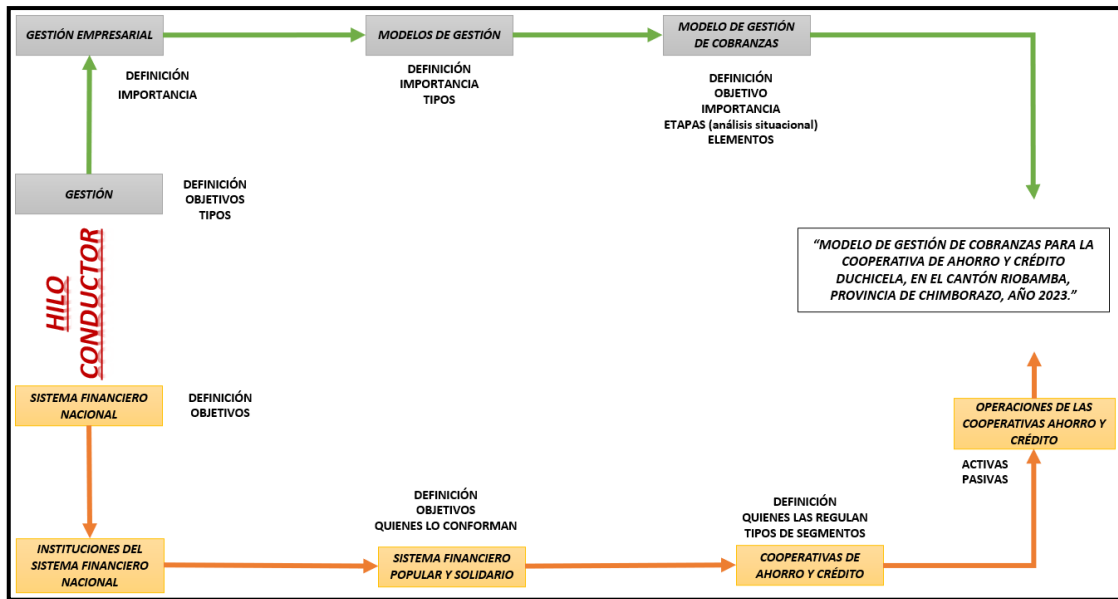 GESTIÓN EMPRESARIAL
DEFINICIÓN
IMPORTANCIA
MODELOS DE GESTIÓN
DEFINICIÓN
IMPORTANCIA
TIPOS
MODELO DE GESTIÓN
DE COBRANZAS
DEFINICIÓN
OBJETIVO
IMPORTANCIA
ETAPAS (análisis situacional)
ELEMENTOS
GESTIÓN
DEFINICIÓN
OBJETIVOS
TIPOS
HILO
CONDUCTOR
“MODELO DE GESTIÓN DE COBRANZAS PARA LA
COOPERATIVA DE AHORRO Y CRÉDITO
DUCHICELA, EN EL CANTÓN RIOBAMBA,
PROVINCIA DE CHIMBORAZO, AÑO 2023.”
SISTEMA FINANCIERO
NACIONAL
DEFINICIÓN
OBJETIVOS
OPERACIONES DE LAS
COOPERATIVAS AHORRO Y
CRÉDITO
ACTIVAS
PASIVAS
INSTITUCIONES DEL
SISTEMA FINANCIERO
NACIONAL
DEFINICIÓN
OBJETIVOS
QUIENES LO CONFORMAN
SISTEMA FINANCIERO
POPULAR Y SOLIDARIO
DEFINICIÓN
QUIENES LAS REGULAN
TIPOS DE SEGMENTOS
COOPERATIVAS DE
AHORRO Y CRÉDITO